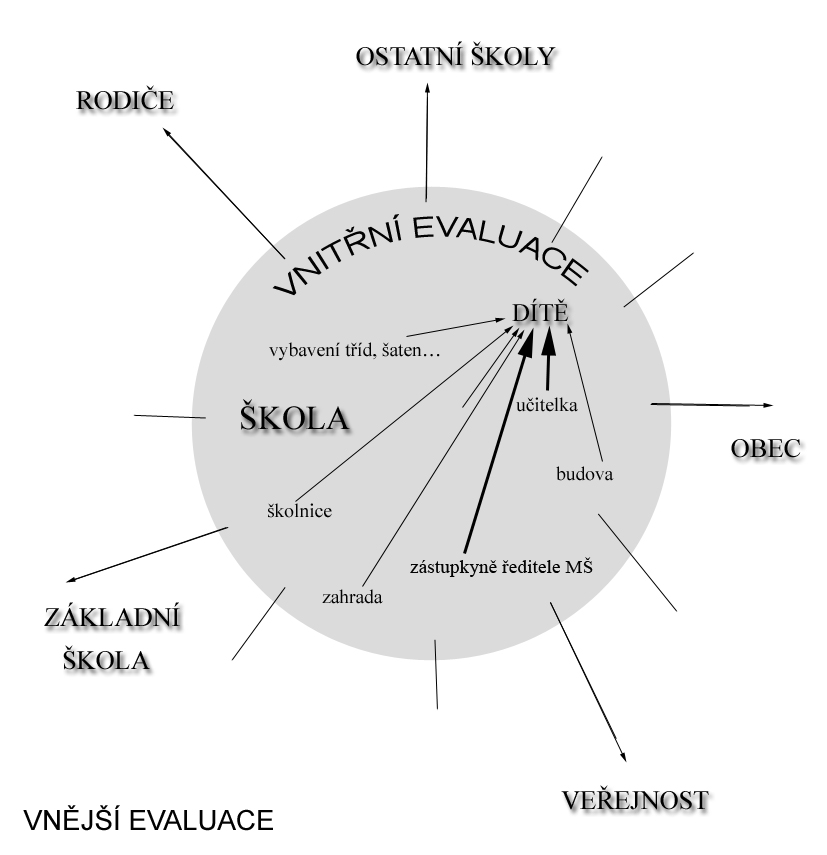 OSTATNÍ ŠKOLY
RODIČE
VNITŘNÍ EVALUACE
DÍTĚ
vybavení tříd, šaten…
učitelka
ŠKOLA
OBEC
budova
školnice
zástupkyně ředitele MŠ
zahrada
ZÁKLADNÍ
ŠKOLA
VEŘEJNOST
VNĚJŠÍ EVALUACE